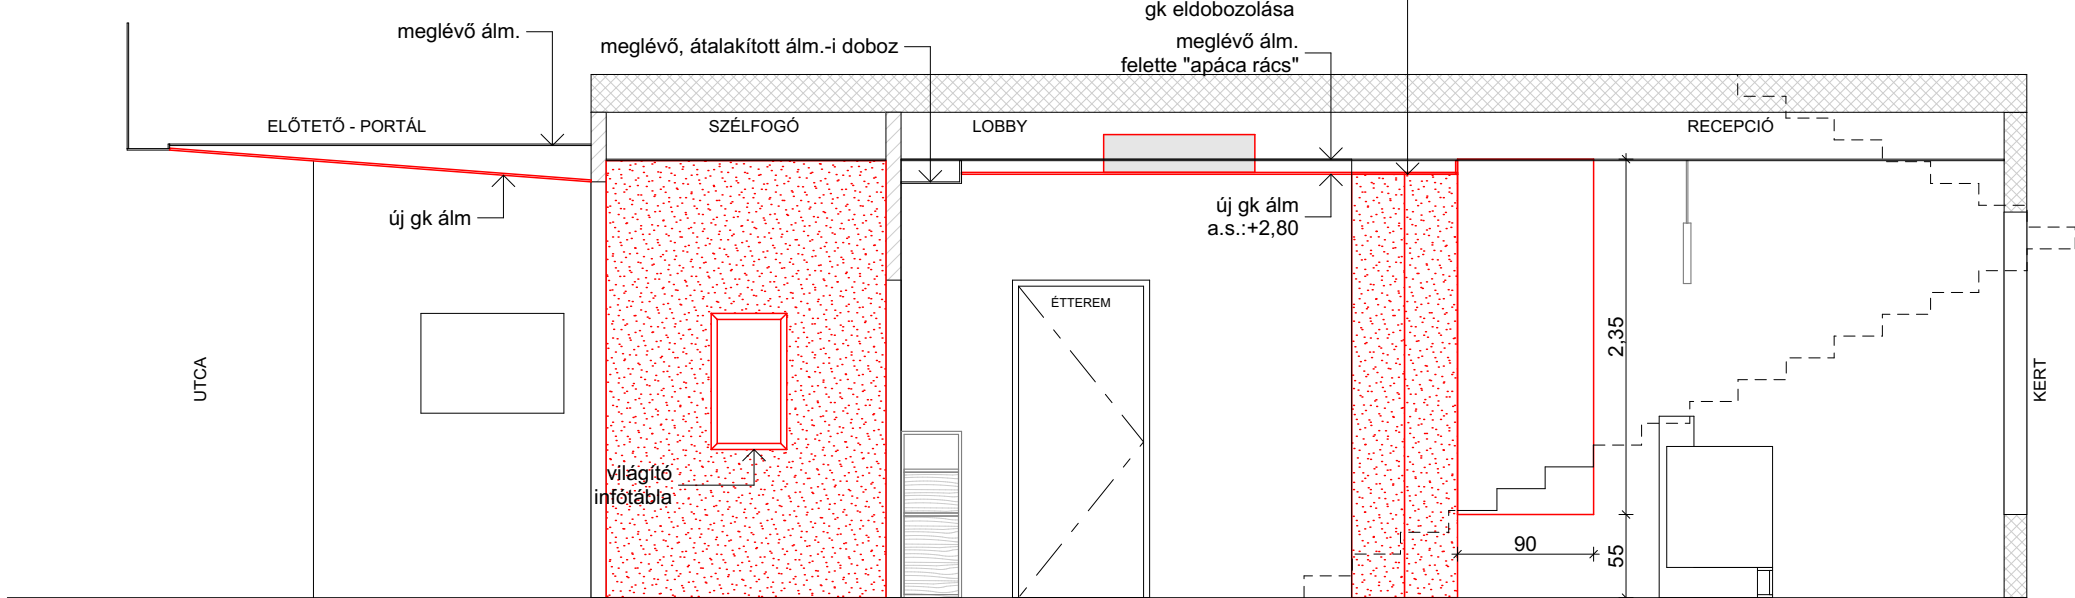 gk eldobozolása
meglévő álm.
meglévő, átalakított álm.-i doboz
meglévő álm.
felette "apáca rács"
ELŐTETŐ - PORTÁL
SZÉLFOGÓ
LOBBY
RECEPCIÓ
új gk álm
új gk álm
a.s.:+2,80
ÉTTEREM
UTCA
2,35
KERT
világító
infótábla
90
55